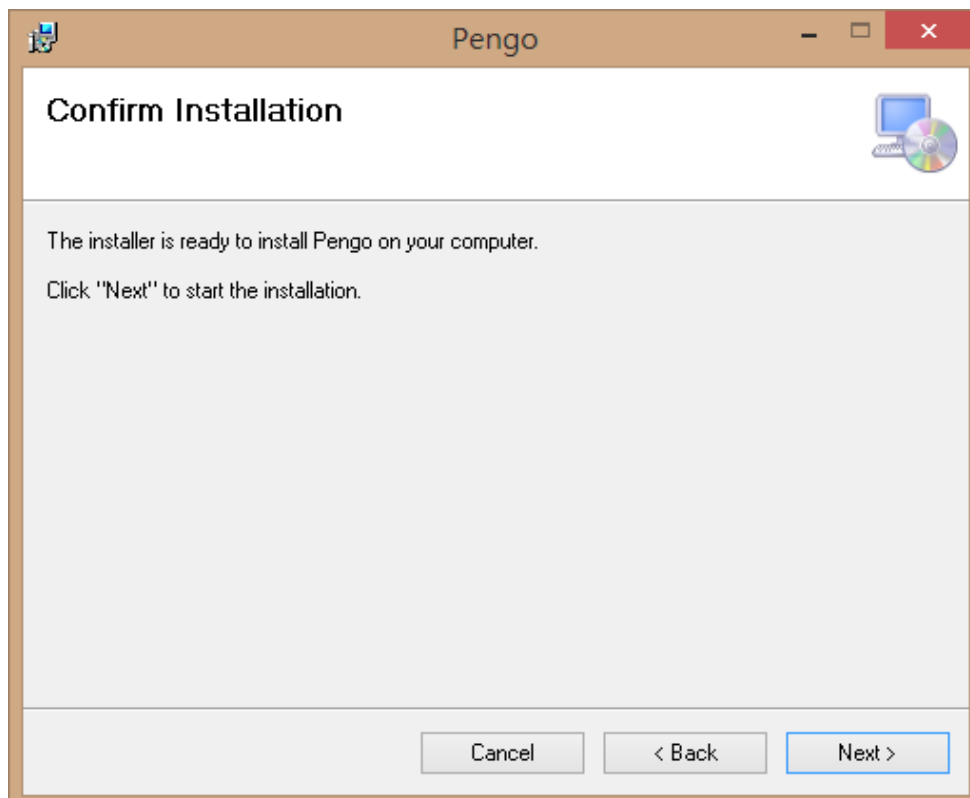 Pengo
Confirm Installation
The installer is ready to install Pengo on your computer.
Click "Next" to start the installation.
Cancel
< Back
Next >